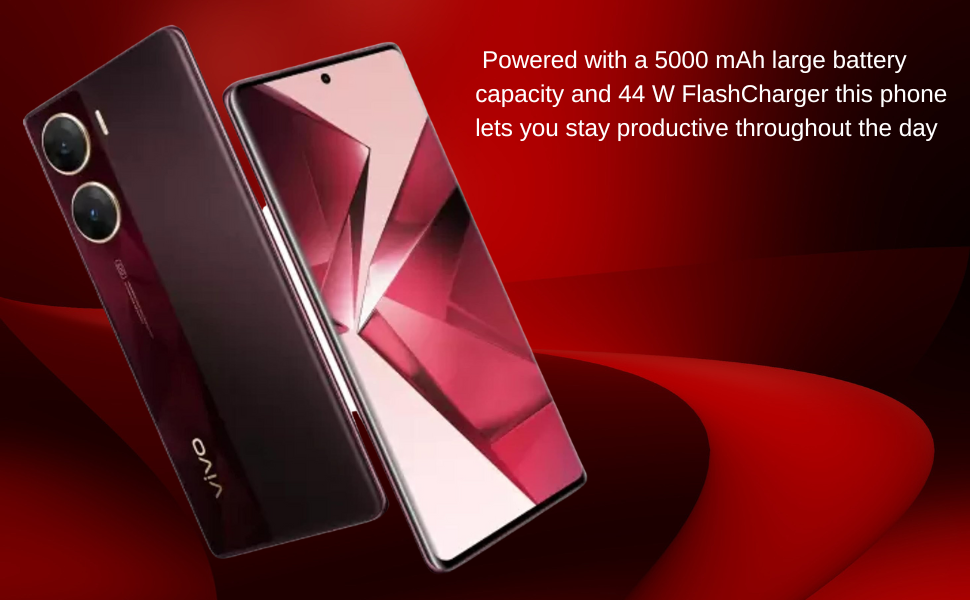 Powered with a 5000 mAh large battery
capacity and 44 W FlashCharger this phone
lets you stay productive throughout the day
vivo